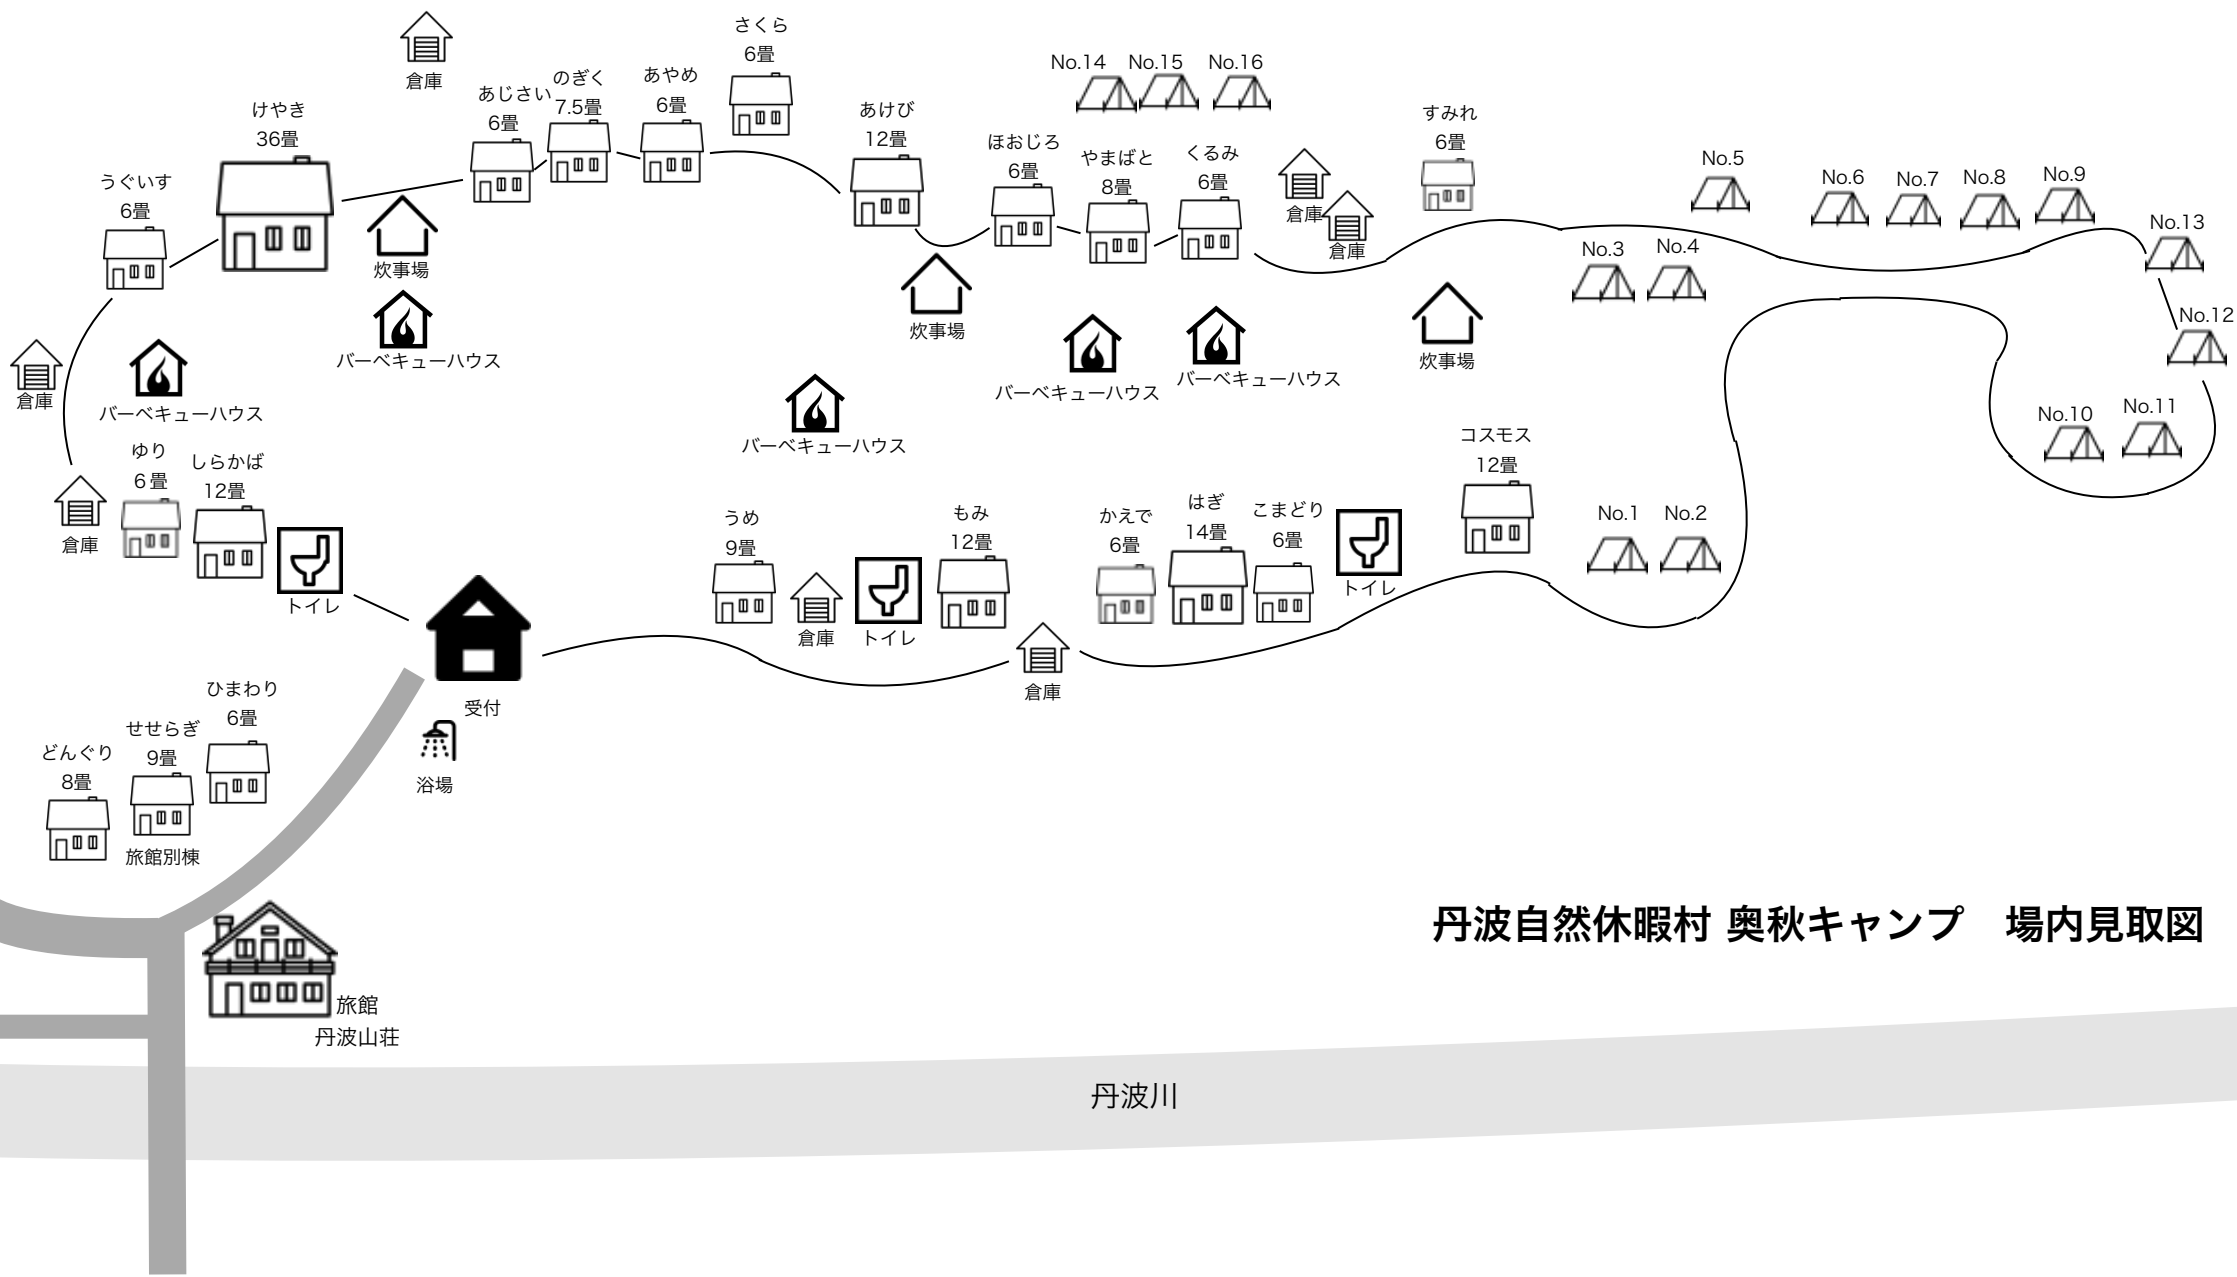 倉庫
さくら
6畳
No.14
No.15
No.16
けやき
36畳
あじさい
6畳
のぎく
7.5畳
あやめ
6畳
あけび
12畳
ほおじろ
6畳
やまばと
8畳
くるみ
6畳
倉庫
倉庫
すみれ
6畳
No.5
No.6
No.7
No.8
No.9
No.13
No.3
No.4
No.12
うぐいす
6畳
炊事場
バーベキューハウス
炊事場
バーベキューハウス
バーベキューハウス
炊事場
倉庫
バーベキューハウス
バーベキューハウス
No.10
No.11
ゆり
6畳
しらかば
12畳
倉庫
トイレ
うめ
9畳
倉庫
トイレ
もみ
12畳
かえで
6畳
はぎ
14畳
こまどり
6畳
トイレ
コスモス
12畳
No.1
No.2
倉庫
受付
浴場
ひまわり
6畳
せせらぎ
9畳
どんぐり
8畳
旅館別棟
丹波自然休暇村 奥秋キャンプ　場内見取図
旅館
丹波山荘
丹波川